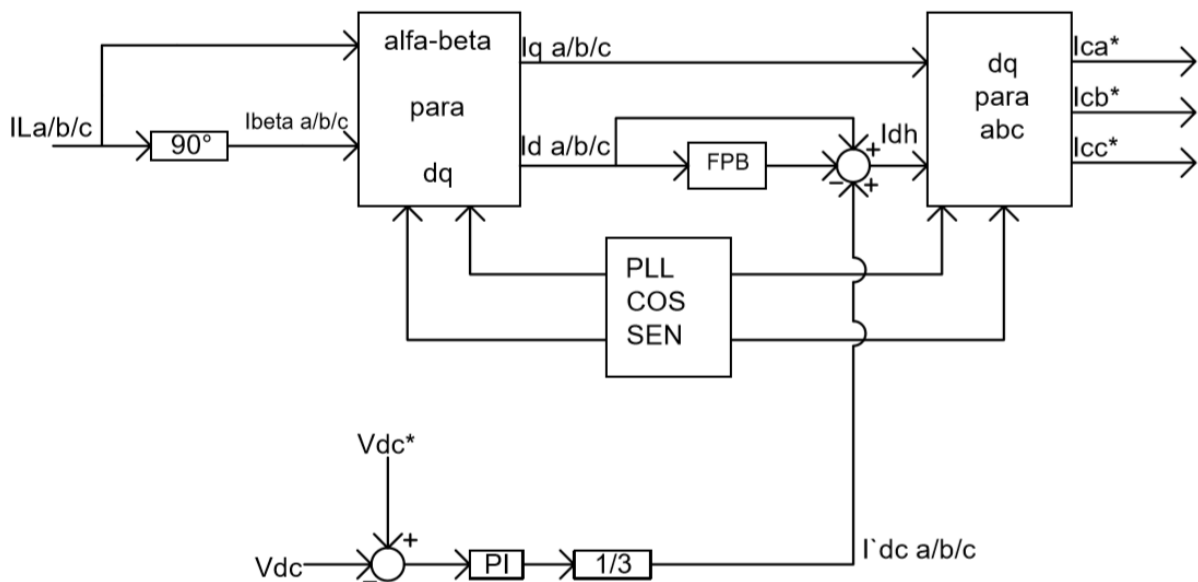 alfa-beta
para
dq
Iq a/b/c
Id a/b/c
ILa/b/c
90°
Ibeta a/b/c
FPB
+
Idh
−
+
dq
para
abc
Ica*
Icb*
Icc*
PLL
COS
SEN
Vdc*
+
Vdc
−
PI
1/3
I`dc a/b/c